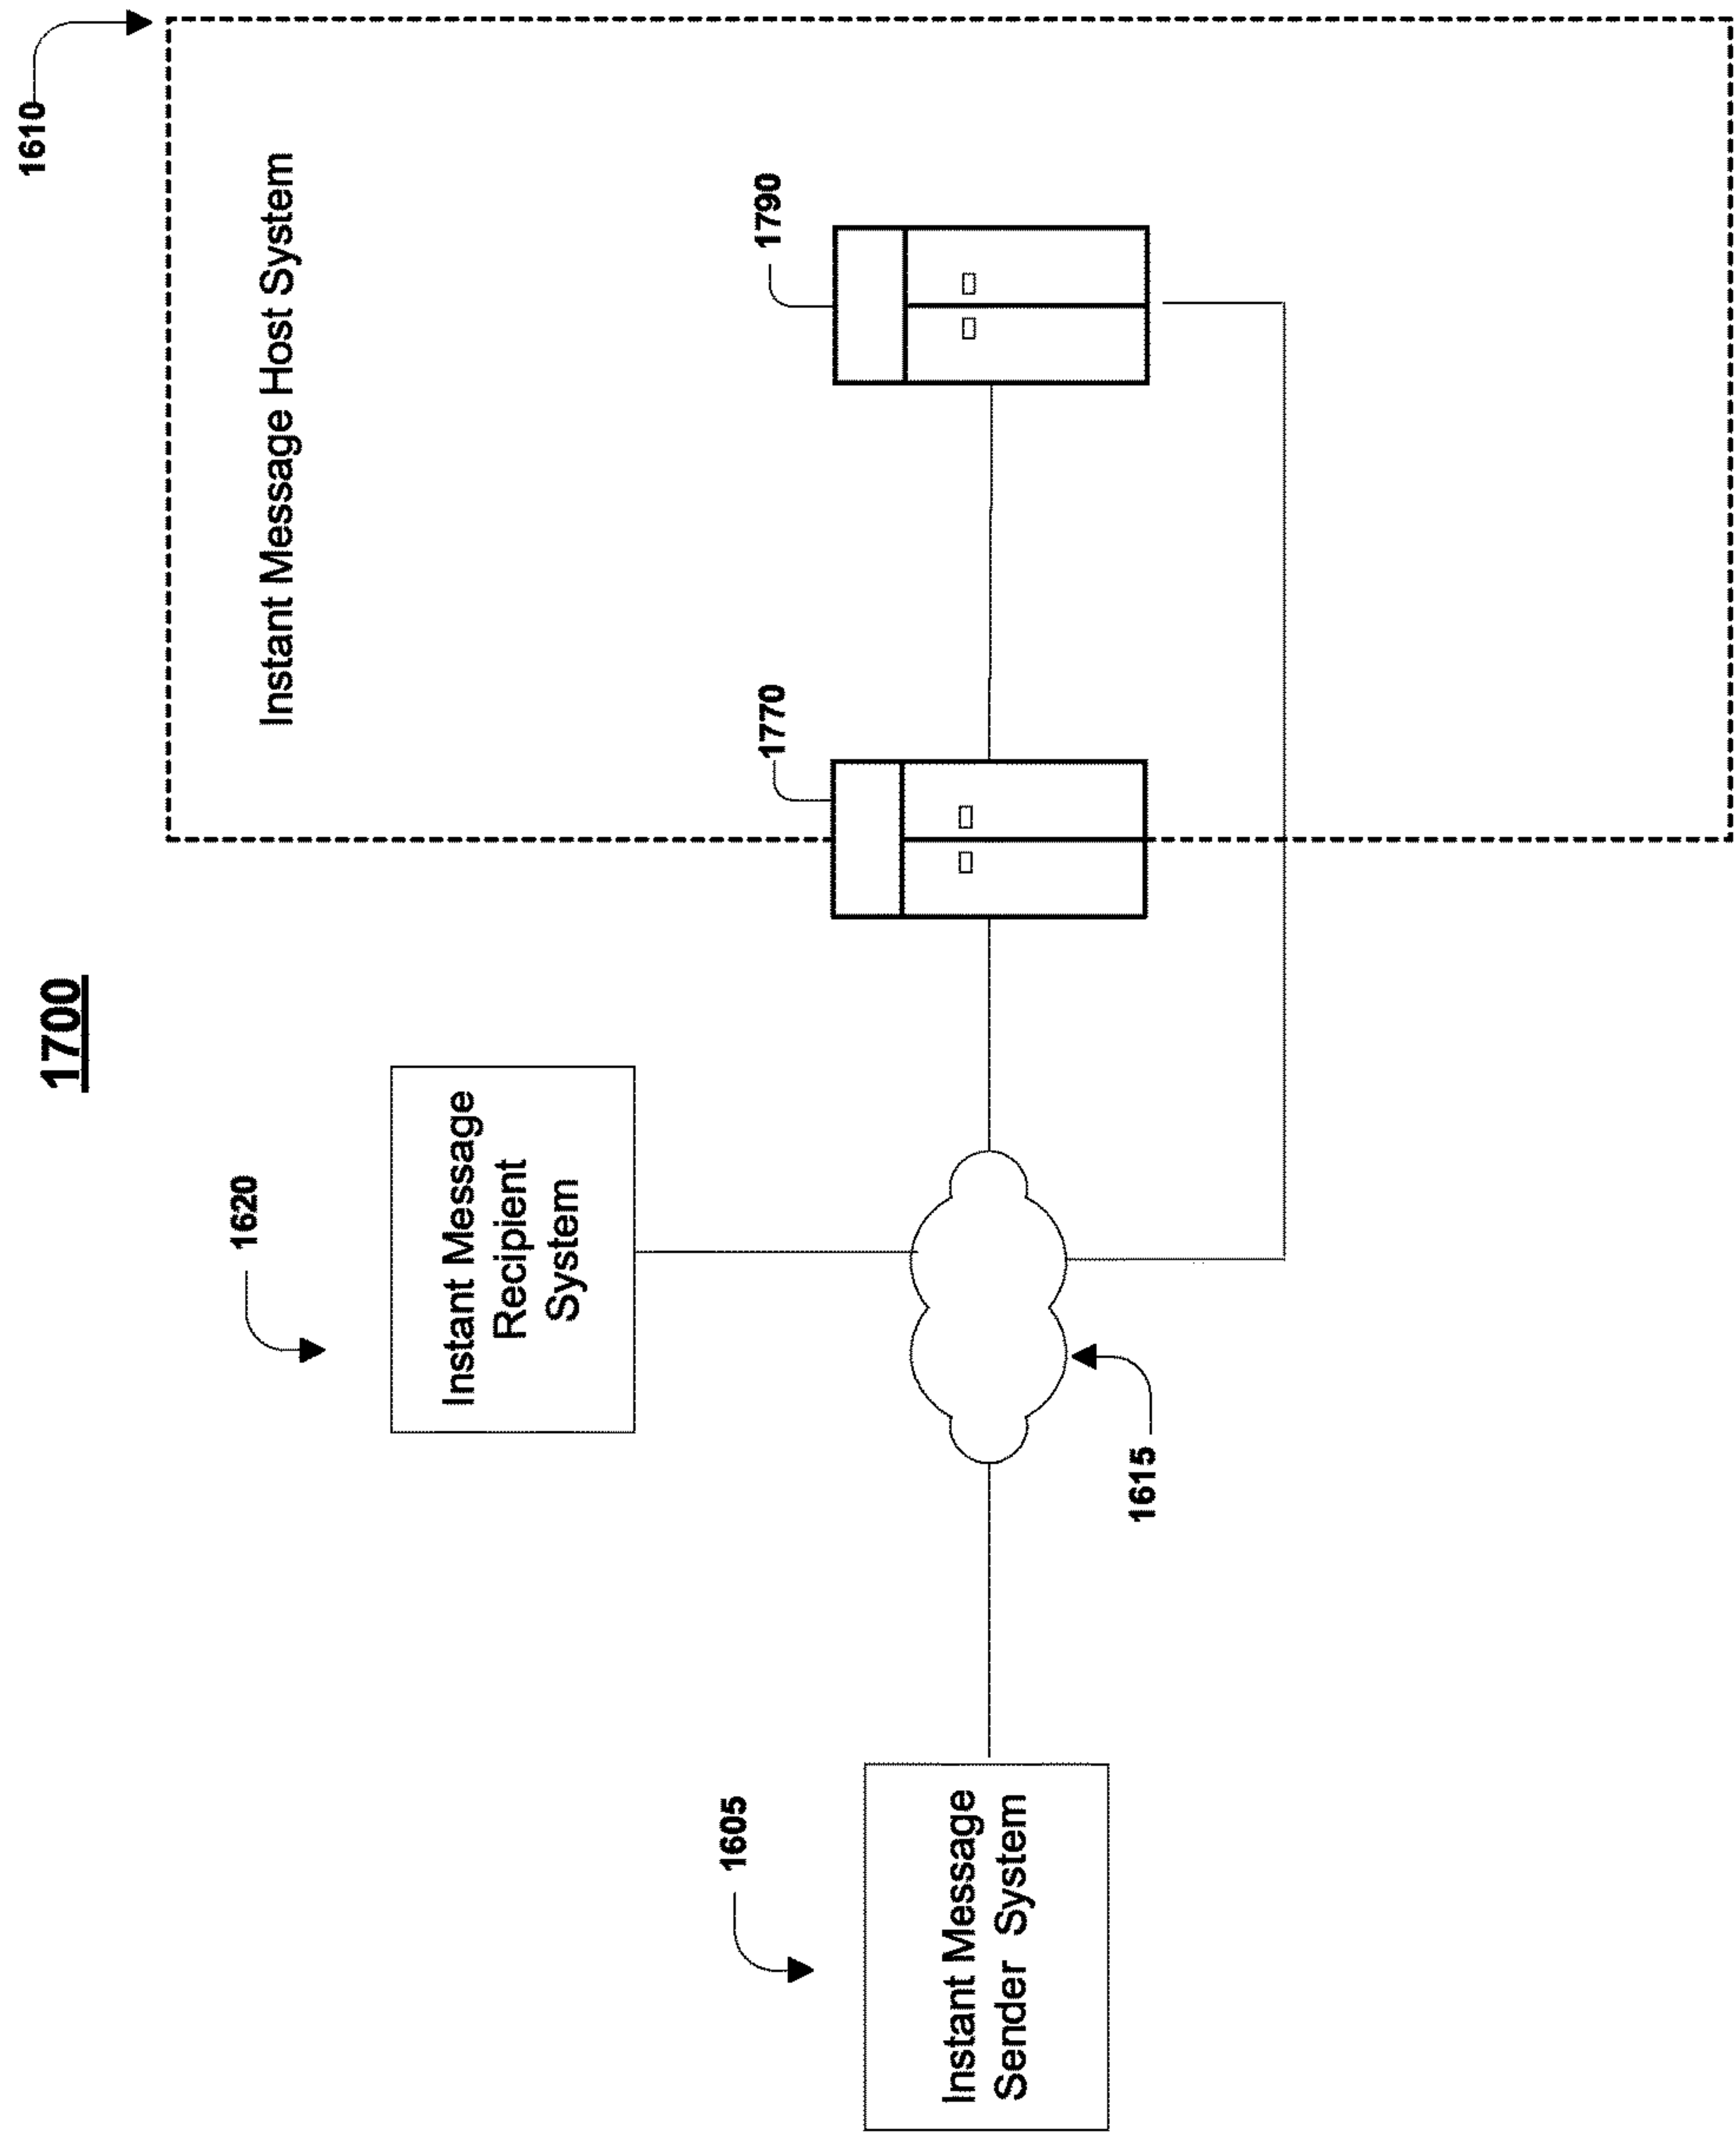 1700
1610
Instant Message Host System
1620
Instant Message
Recipient
System
1770
1790
1605
Instant Message
Sender System
1615